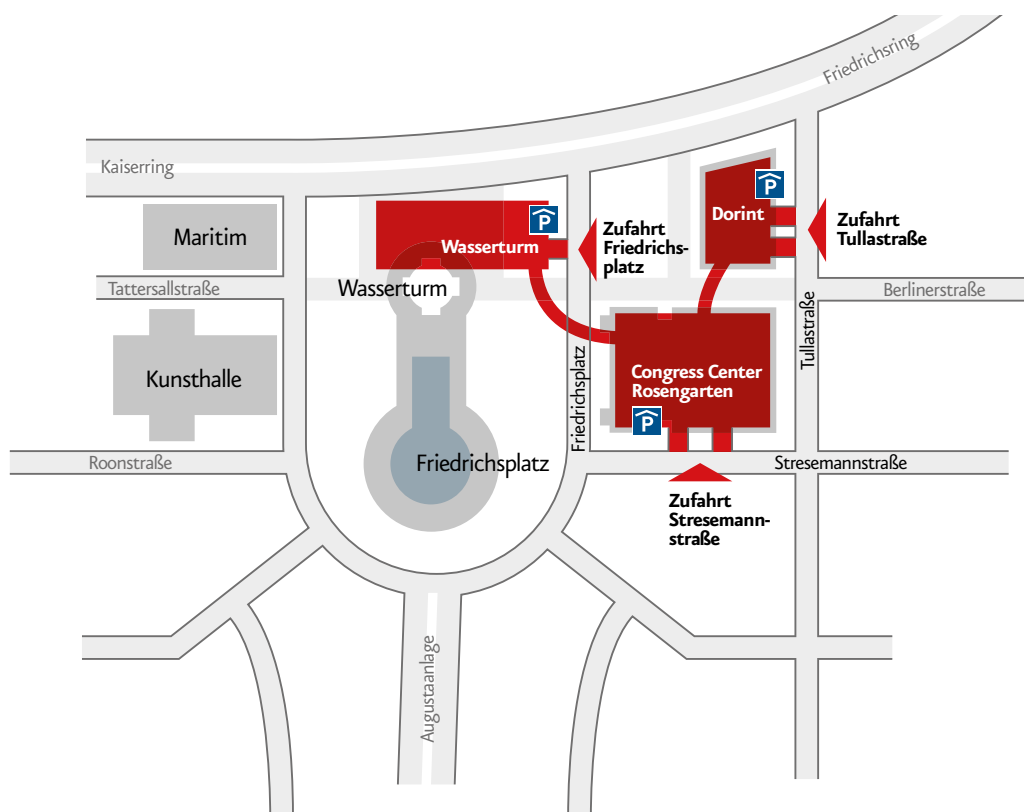 Friedrichsring
Kaiserring
P
Dorint
Zufahrt
Tullastraße
P
Maritim
Wasserturm
Zufahrt
Friedrichs-
platz
Tattersallstraße
Wasserturm
Berlinerstraße
Tullastraße
Kunsthalle
Friedrichsplatz
Congress Center
Rosengarten
P
Roonstraße
Friedrichsplatz
Stresemannstraße
Zufahrt
Stresemann-
straße
Augustaanlage